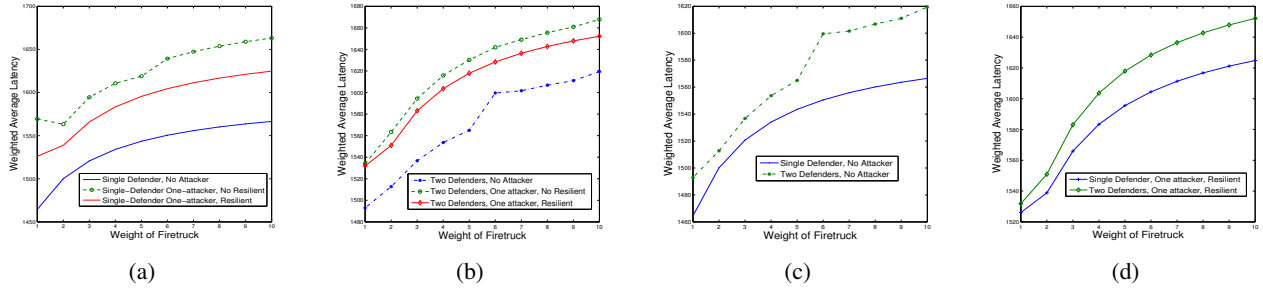 1700
1650
1600
1550
1500
1450
1 2 3 4 5 6 7 8 9 10
Weight of Firetruck
Weighted Average Latency
Single Defender, No Attacker
Single−Defender One−attacker, No Resilient
Single−Defender One−attacker, Resilient
(a)
1680
1660
1640
1620
1600
1580
1560
1540
1520
1500
1480
1 2 3 4 5 6 7 8 9 10
Weight of Firetruck
Weighted Average Latency
Two Defenders, No Attacker
Two Defenders, One attacker, No Resilient
Two Defenders, One attacker, Resilient
(b)
1620
1600
1580
1560
1540
1520
1500
1480
1460
1 2 3 4 5 6 7 8 9 10
Weight of Firetruck
Weighted Average Latency
Single Defender, No Attacker
Two Defenders, No Attacker
(c)
1660
1640
1620
1600
1580
1560
1540
1520
1 2 3 4 5 6 7 8 9 10
Weight of Firetruck
Weighted Average Latency
Single Defender, One attacker, Resilient
Two Defenders, One attacker, Resilient
(d)